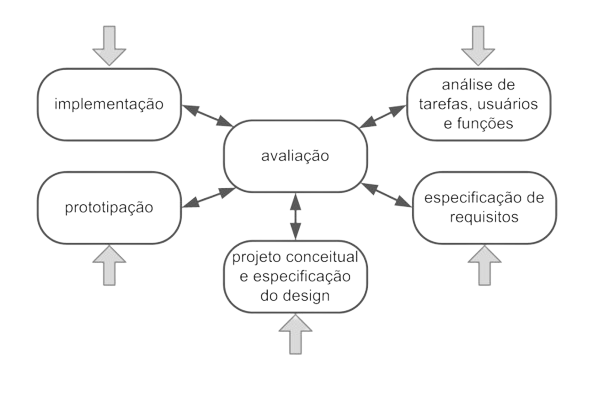 implementação
análise de
tarefas, usuários
e funções
avaliação
prototipação
especificação de
requisitos
projeto conceitual
e especificação
do design